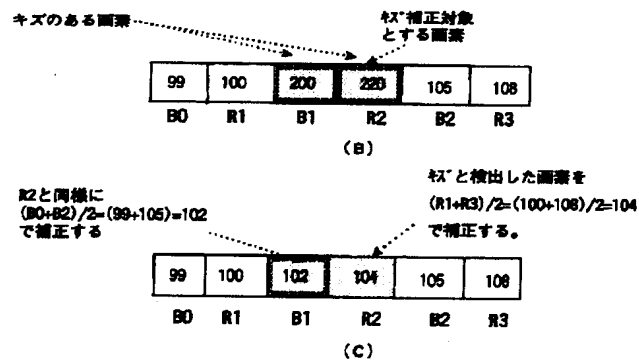 キズのある画素
キズ補正対象
とする画素
99 100 200 220 105 108
B0 R1 B1 R2 B2 R3
(B)
R2と同様に
(B0+B2)/2=(99+105)=102
で補正する
キズと検出した画素を
(R1+R3)/2=(100+108)/2=104
で補正する。
99 100 102 104 105 108
B0 R1 B1 R2 B2 R3
(C)